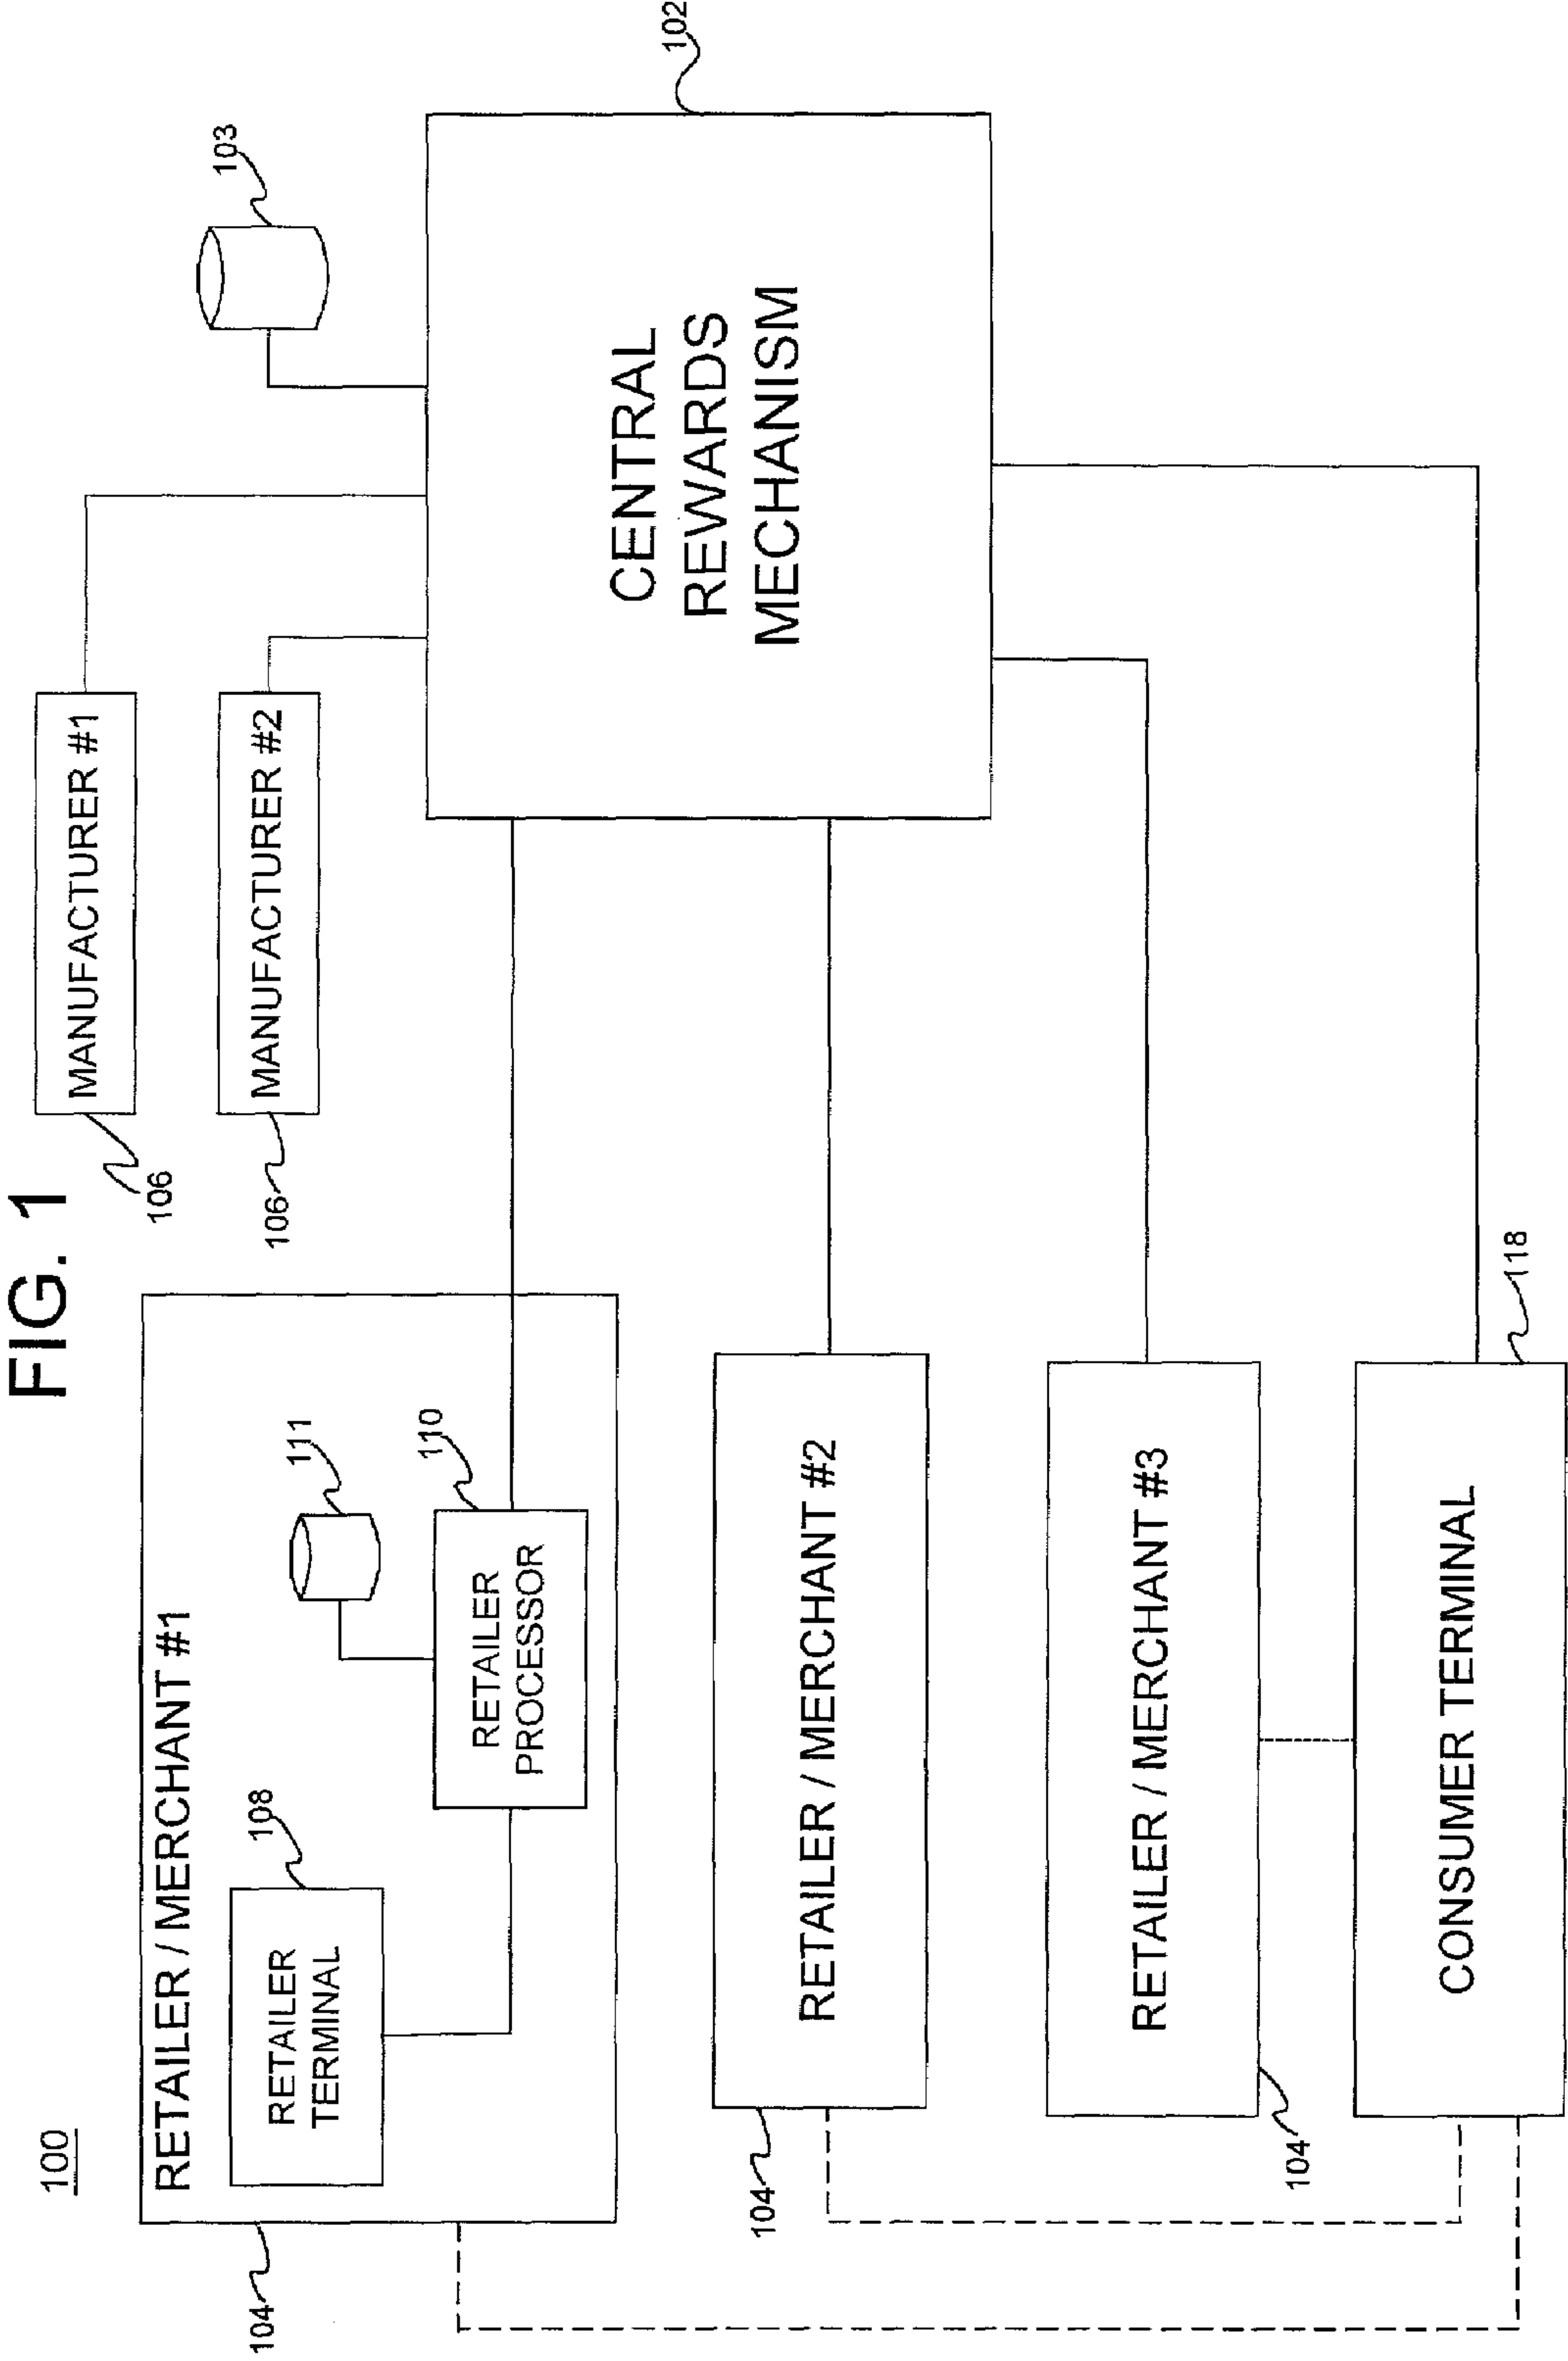 FIG. 1
100
RETAILER / MERCHANT #1
104
RETAILER
TERMINAL
108
RETAILER
PROCESSOR
110
111
MANUFACTURER #1
106
MANUFACTURER #2
106
103
CENTRAL
REWARDS
MECHANISM
102
RETAILER / MERCHANT #2
104
RETAILER / MERCHANT #3
104
CONSUMER TERMINAL
118